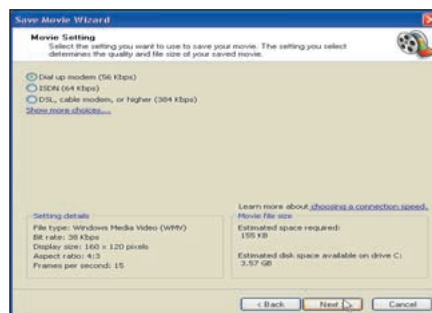 Save Movie Wizard
Movie Setting
Select the setting you want to use to save your movie. The setting you select
determines the quality and file size of your saved movie.
Dial up modem (56 Kbps)
ISDN (64 Kbps)
DSL, cable modem, or higher (384 Kbps)
Show more choices...
Learn more about choosing a connection speed.
Setting details
File type: Windows Media Video (WMV)
Bit rate: 38 Kbps
Display size: 160 x 120 pixels
Aspect ratio: 4:3
Frames per second: 15
Movie file size
Estimated space required:
155 KB
Estimated disk space available on drive C:
3.57 GB
< Back
Next >
Cancel